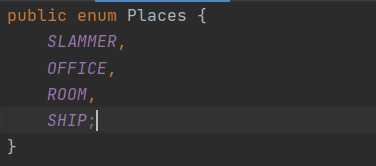 public enum Places {
    SLAMMER,
    OFFICE,
    ROOM,
    SHIP;
}